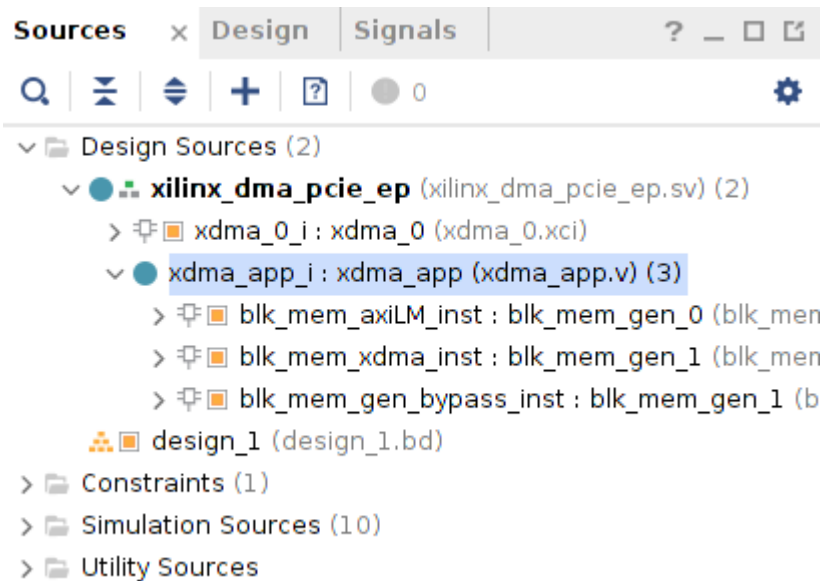 Sources × Design Signals ? _
0
Design Sources (2)
xilinx_dma_pcie_ep (xilinx_dma_pcie_ep.sv) (2)
xdma_0_i : xdma_0 (xdma_0.xci)
xdma_app_i : xdma_app (xdma_app.v) (3)
blk_mem_axiLM_inst : blk_mem_gen_0 (blk_mem
blk_mem_xdma_inst : blk_mem_gen_1 (blk_mem
blk_mem_gen_bypass_inst : blk_mem_gen_1 (b
design_1 (design_1.bd)
Constraints (1)
Simulation Sources (10)
Utility Sources